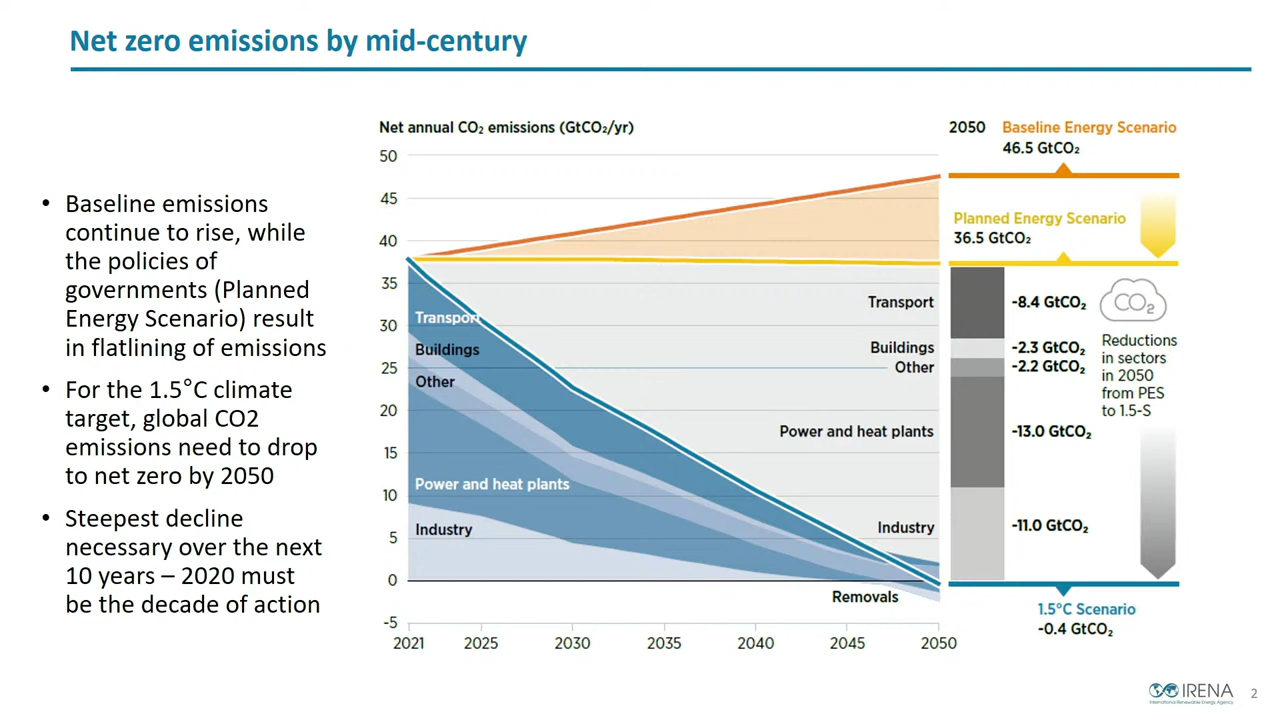 Net zero emissions by mid-century
• Baseline emissions
continue to rise, while
the policies of
governments (Planned
Energy Scenario) result
in flatlining of emissions
• For the 1.5°C climate
target, global CO2
emissions need to drop
to net zero by 2050
• Steepest decline
necessary over the next
10 years – 2020 must
be the decade of action
Net annual CO₂ emissions (GtCO₂/yr)
50
45
40
35
30
25
20
15
10
5
0
-5
2021 2025 2030 2035 2040 2045 2050
Transport
Buildings
Other
Power and heat plants
Industry
Transport
Buildings
Other
Power and heat plants
Industry
Removals
2050 Baseline Energy Scenario
46.5 GtCO₂
Planned Energy Scenario
36.5 GtCO₂
-8.4 GtCO₂
-2.3 GtCO₂
-2.2 GtCO₂
-13.0 GtCO₂
-11.0 GtCO₂
CO₂
Reductions
in sectors
in 2050
from PES
to 1.5-S
1.5°C Scenario
-0.4 GtCO₂
IRENA
International Renewable Energy Agency
2